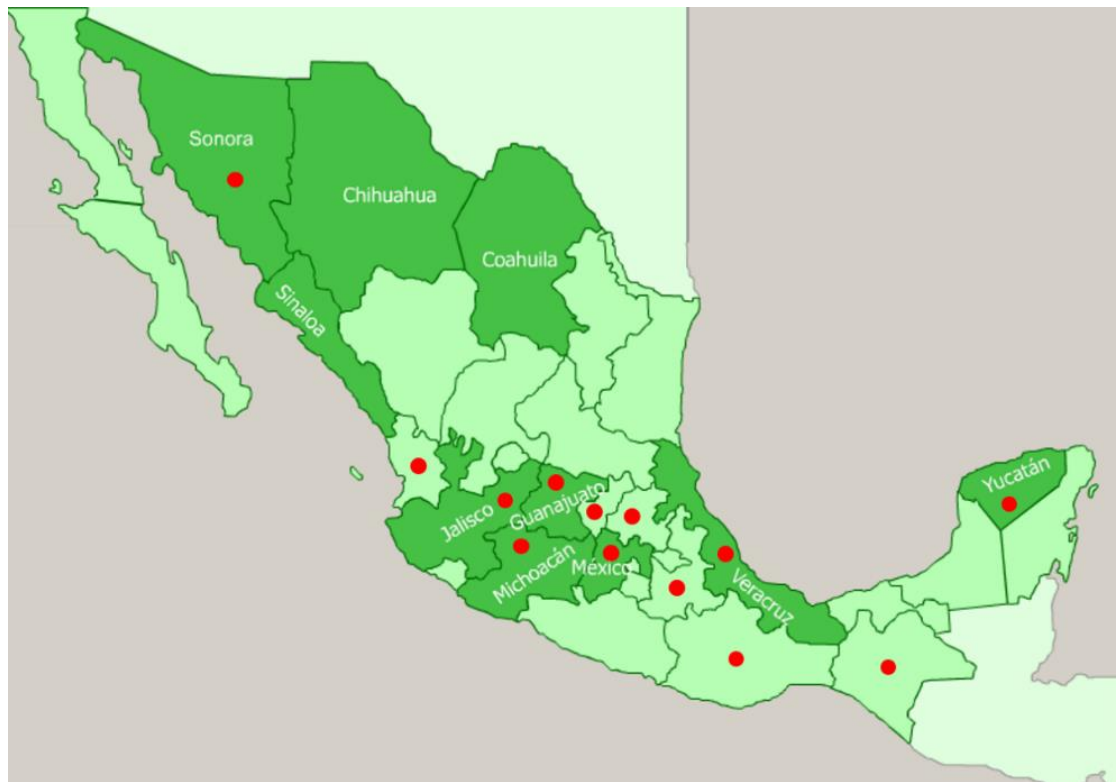 Sonora
Chihuahua
Coahuila
Sinaloa
Jalisco
Guanajuato
Michoacán
México
Veracruz
Yucatán